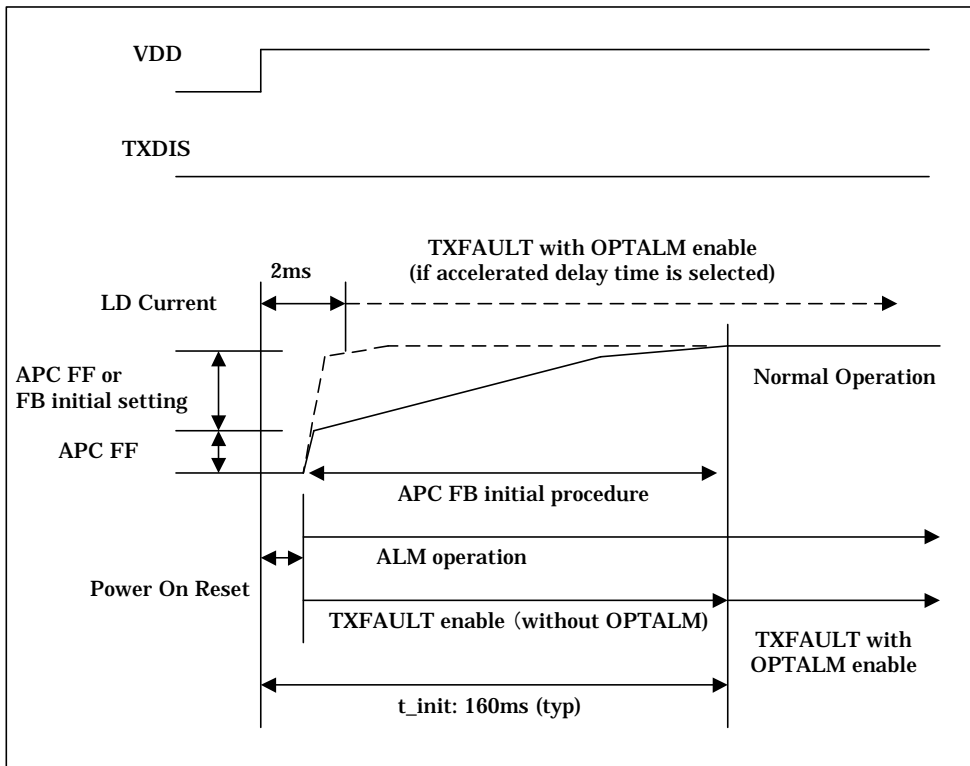 VDD
TXDIS
TXFAULT with OPTALM enable
(if accelerated delay time is selected)
2ms
LD Current
APC FF or
FB initial setting
Normal Operation
APC FF
APC FB initial procedure
ALM operation
Power On Reset
TXFAULT enable (without OPTALM)
TXFAULT with
OPTALM enable
t_init: 160ms (typ)